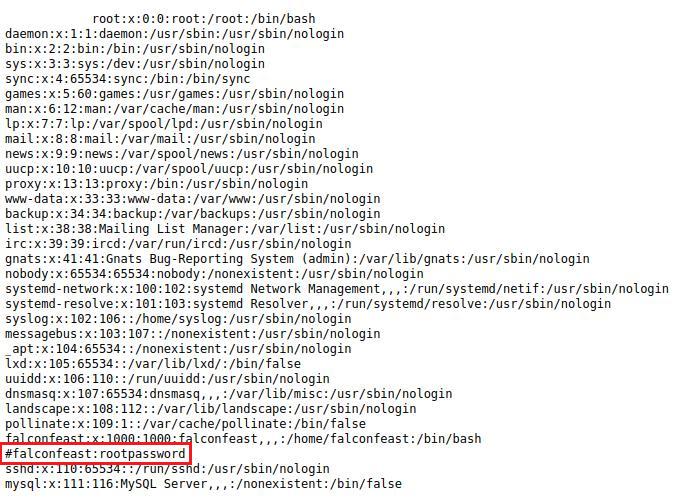 root:x:0:0:root:/root:/bin/bash
daemon:x:1:1:daemon:/usr/sbin:/usr/sbin/nologin
bin:x:2:2:bin:/bin:/usr/sbin/nologin
sys:x:3:3:sys:/dev:/usr/sbin/nologin
sync:x:4:65534:sync:/bin:/bin/sync
games:x:5:60:games:/usr/games:/usr/sbin/nologin
man:x:6:12:man:/var/cache/man:/usr/sbin/nologin
lp:x:7:7:lp:/var/spool/lpd:/usr/sbin/nologin
mail:x:8:8:mail:/var/mail:/usr/sbin/nologin
news:x:9:9:news:/var/spool/news:/usr/sbin/nologin
uucp:x:10:10:uucp:/var/spool/uucp:/usr/sbin/nologin
proxy:x:13:13:proxy:/bin:/usr/sbin/nologin
www-data:x:33:33:www-data:/var/www:/usr/sbin/nologin
backup:x:34:34:backup:/var/backups:/usr/sbin/nologin
list:x:38:38:Mailing List Manager:/var/list:/usr/sbin/nologin
irc:x:39:39:ircd:/var/run/ircd:/usr/sbin/nologin
gnats:x:41:41:Gnats Bug-Reporting System (admin):/var/lib/gnats:/usr/sbin/nologin
nobody:x:65534:65534:nobody:/nonexistent:/usr/sbin/nologin
systemd-network:x:100:102:systemd Network Management,,,:/run/systemd/netif:/usr/sbin/nologin
systemd-resolve:x:101:103:systemd Resolver,,,:/run/systemd/resolve:/usr/sbin/nologin
syslog:x:102:106::/home/syslog:/usr/sbin/nologin
messagebus:x:103:107::/nonexistent:/usr/sbin/nologin
_apt:x:104:65534::/nonexistent:/usr/sbin/nologin
lxd:x:105:65534::/var/lib/lxd/:/bin/false
uuidd:x:106:110::/run/uuidd:/usr/sbin/nologin
dnsmasq:x:107:65534:dnsmasq,,,:/var/lib/misc:/usr/sbin/nologin
landscape:x:108:112::/var/lib/landscape:/usr/sbin/nologin
pollinate:x:109:1::/var/cache/pollinate:/bin/false
falconfeast:x:1000:1000:falconfeast,,,:/home/falconfeast:/bin/bash
#falconfeast:rootpassword
sshd:x:110:65534::/run/sshd:/usr/sbin/nologin
mysql:x:111:116:MySQL Server,,,:/nonexistent:/bin/false